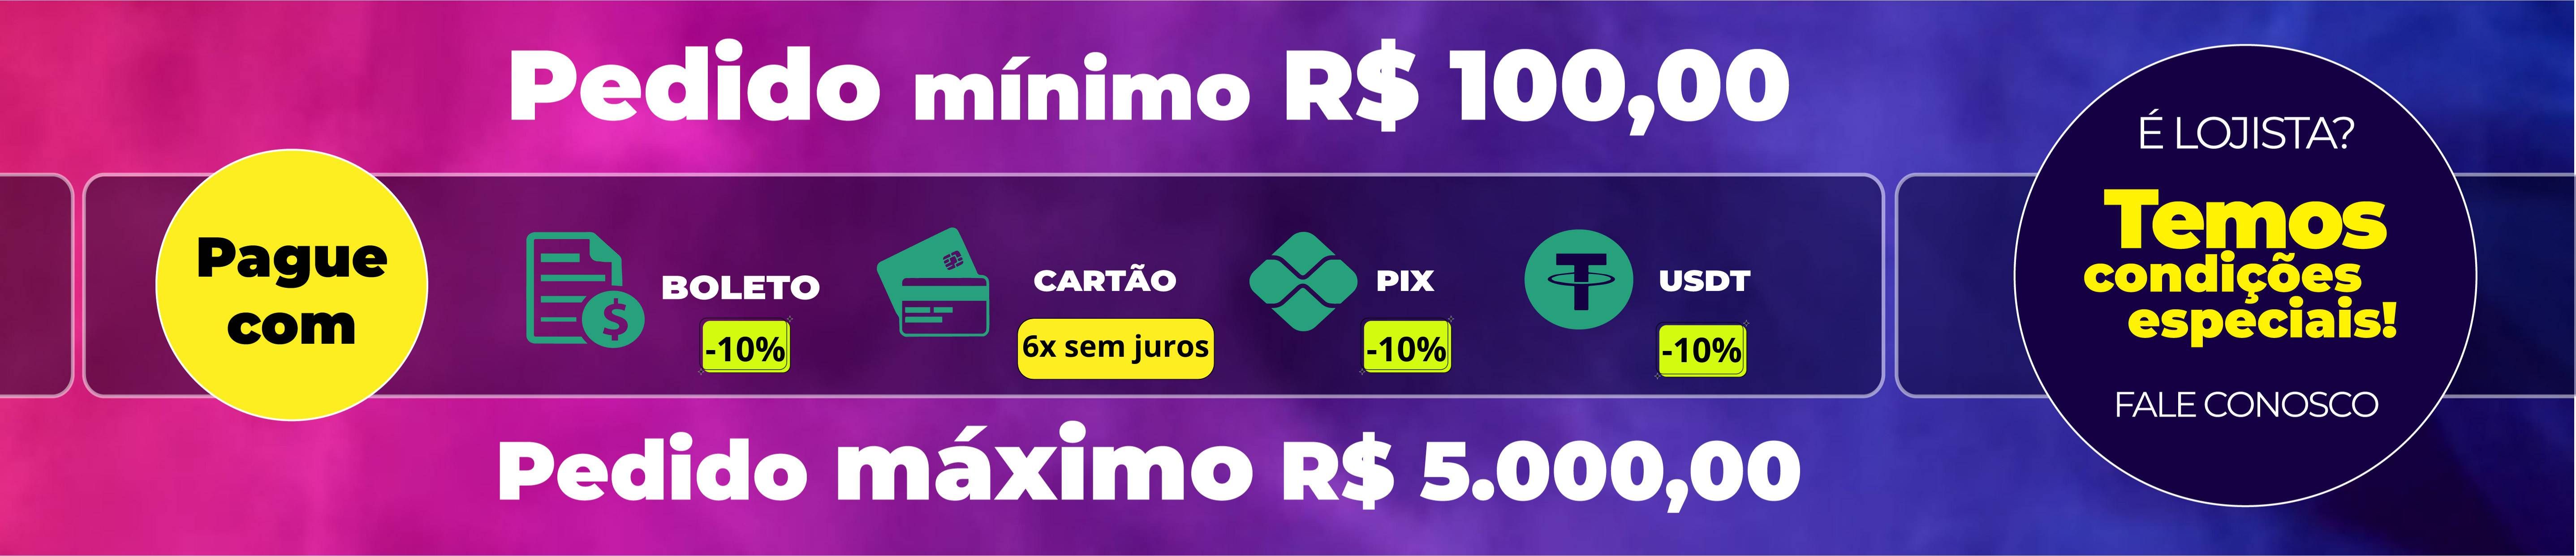 Pedido mínimo R$ 100,00
Pague
com
BOLETO
-10%
CARTÃO
6x sem juros
PIX
-10%
USDT
-10%
Pedido máximo R$ 5.000,00
É LOJISTA?
Temos
condições
especiais!
FALE CONOSCO